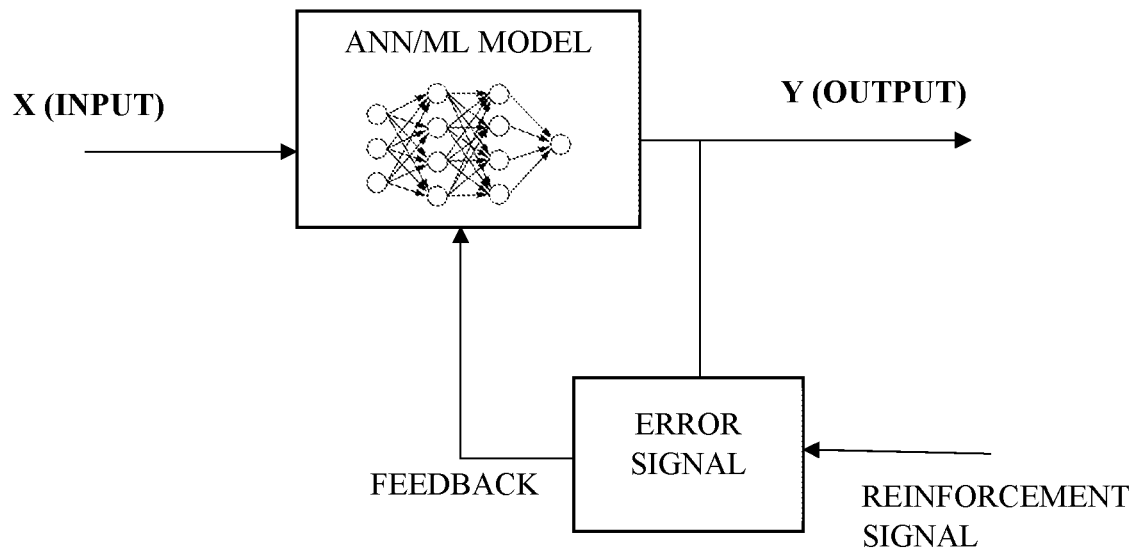 ANN/ML MODEL
X (INPUT)
Y (OUTPUT)
ERROR
SIGNAL
FEEDBACK
REINFORCEMENT
SIGNAL